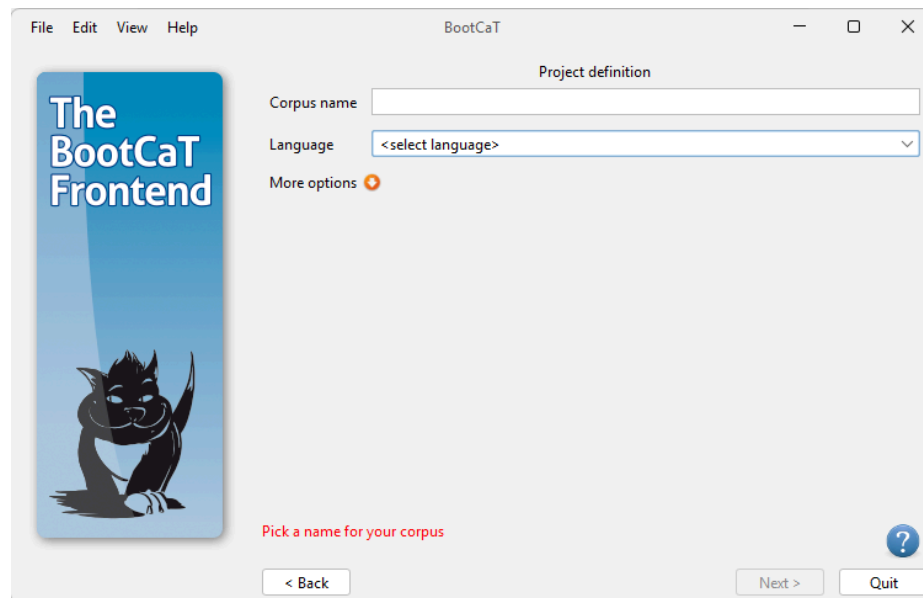 File Edit View Help BootCaT
The
BootCaT
Frontend
Project definition
Corpus name
Language <select language>
More options
Pick a name for your corpus
?
< Back Next > Quit